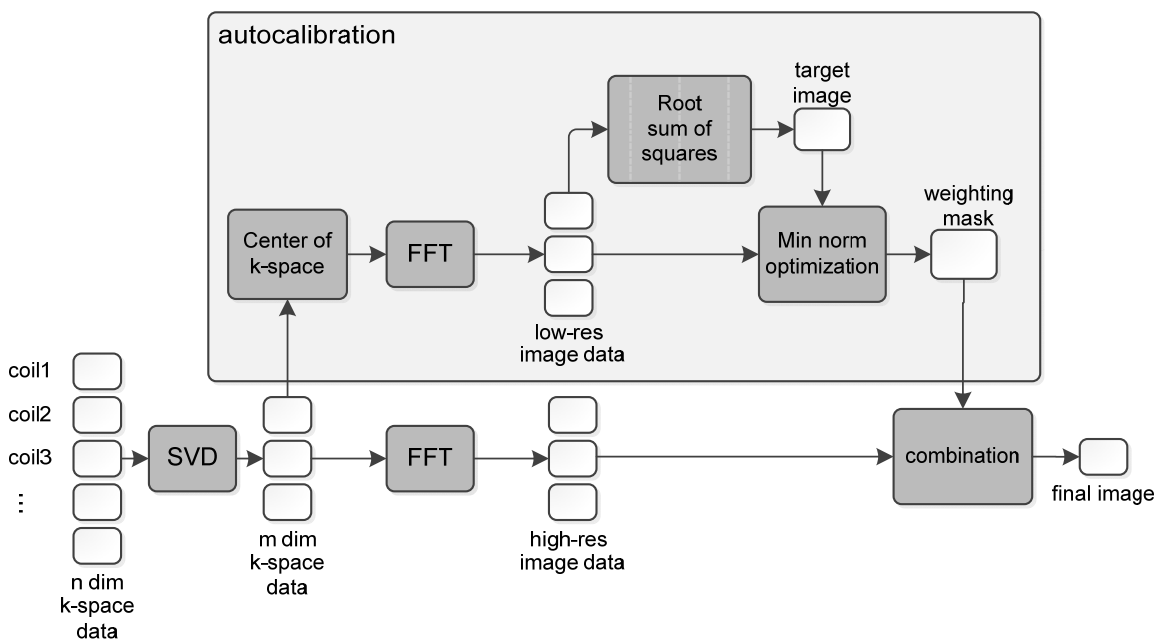 autocalibration
target
image
Root
sum of
squares
weighting
mask
Center of
k-space
FFT
Min norm
optimization
low-res
image data
coil1
coil2
coil3
...
SVD
FFT
combination
final image
n dim
k-space
data
m dim
k-space
data
high-res
image data